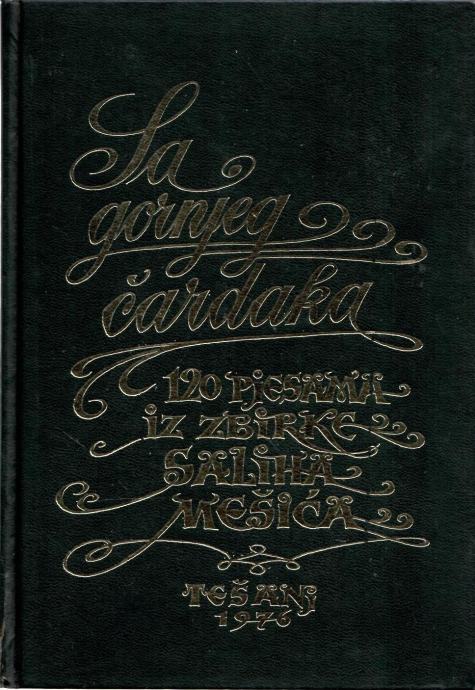 Sa
gornjeg
čardaka
120 PJESAMA
IZ ZBIRKE
SALIHA
MEŠIĆA
TEŠANJ
1976